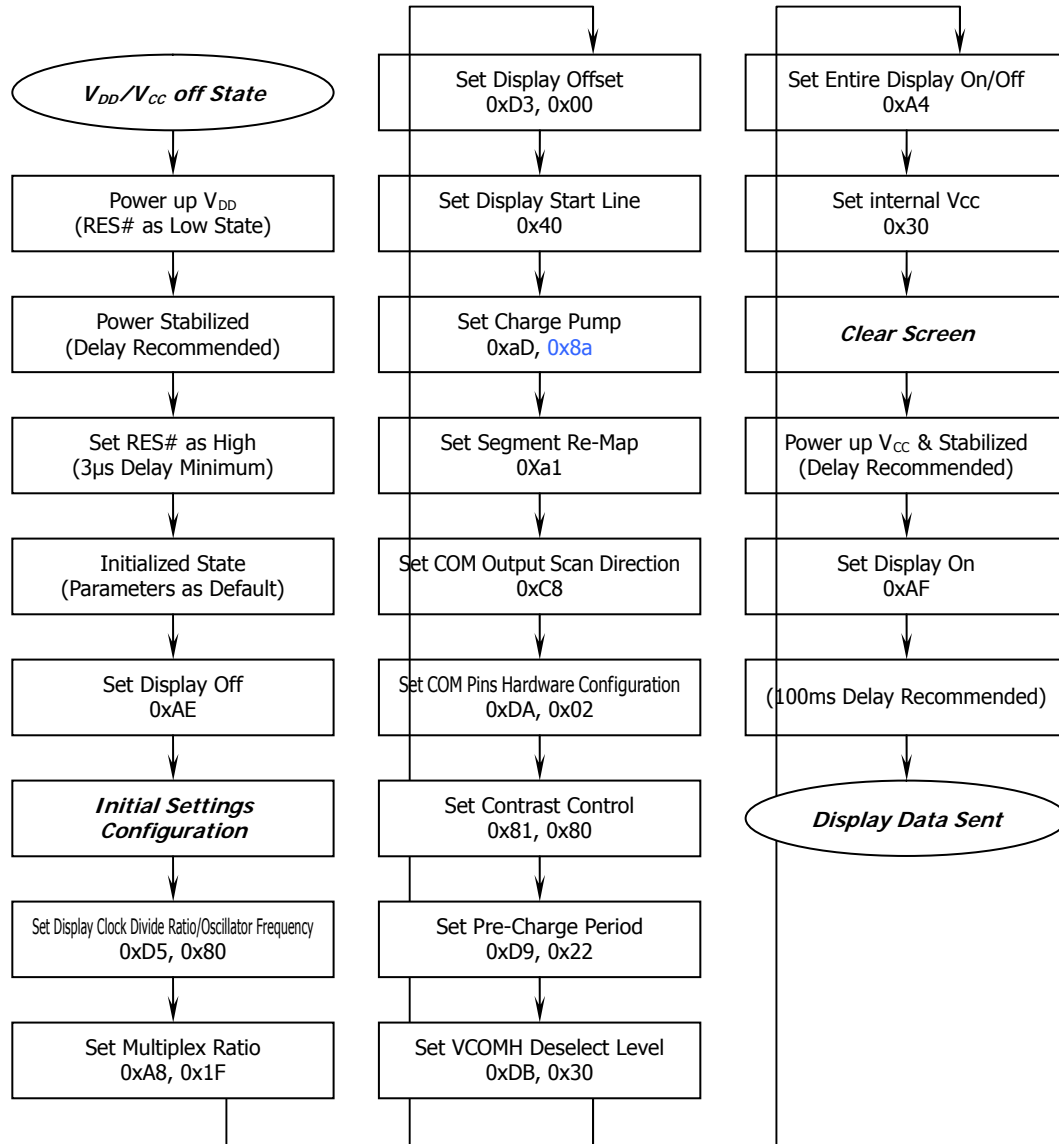 V_DD/V_CC off State
Power up V_DD
(RES# as Low State)
Power Stabilized
(Delay Recommended)
Set RES# as High
(3µs Delay Minimum)
Initialized State
(Parameters as Default)
Set Display Off
0xAE
Initial Settings
Configuration
Set Display Clock Divide Ratio/Oscillator Frequency
0xD5, 0x80
Set Multiplex Ratio
0xA8, 0x1F
Set Display Offset
0xD3, 0x00
Set Display Start Line
0x40
Set Charge Pump
0xaD, 0x8a
Set Segment Re-Map
0Xa1
Set COM Output Scan Direction
0xC8
Set COM Pins Hardware Configuration
0xDA, 0x02
Set Contrast Control
0x81, 0x80
Set Pre-Charge Period
0xD9, 0x22
Set VCOMH Deselect Level
0xDB, 0x30
Set Entire Display On/Off
0xA4
Set internal Vcc
0x30
Clear Screen
Power up V_CC & Stabilized
(Delay Recommended)
Set Display On
0xAF
(100ms Delay Recommended)
Display Data Sent